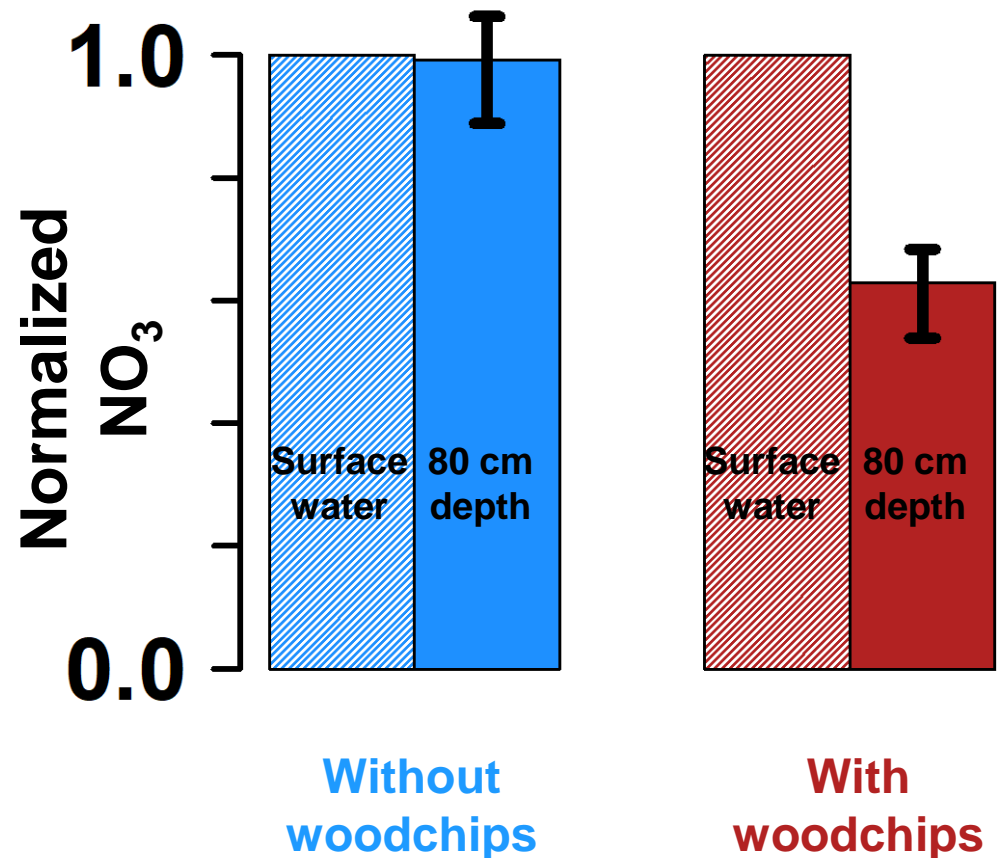 Normalized
NO₃
1.0
0.0
Surface
water
80 cm
depth
Surface
water
80 cm
depth
Without
woodchips
With
woodchips